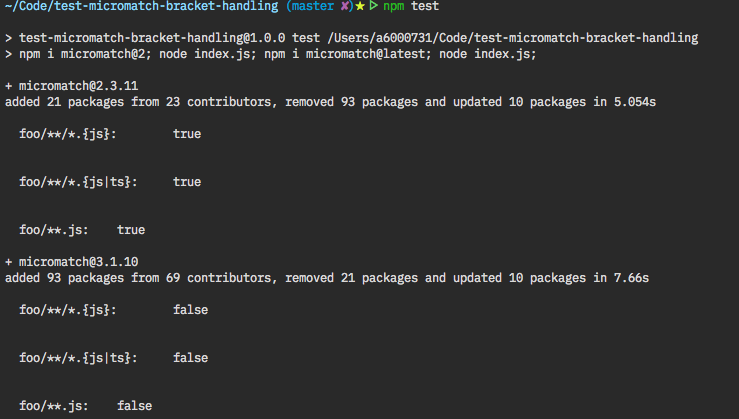 ~/Code/test-micromatch-bracket-handling (master ✘)★ ▷ npm test
> test-micromatch-bracket-handling@1.0.0 test /Users/a6000731/Code/test-micromatch-bracket-handling
> npm i micromatch@2; node index.js; npm i micromatch@latest; node index.js;
+ micromatch@2.3.11
added 21 packages from 23 contributors, removed 93 packages and updated 10 packages in 5.054s
foo/**/*.{js}: true
foo/**/*.{js|ts}: true
foo/**.js: true
+ micromatch@3.1.10
added 93 packages from 69 contributors, removed 21 packages and updated 10 packages in 7.66s
foo/**/*.{js}: false
foo/**/*.{js|ts}: false
foo/**.js: false